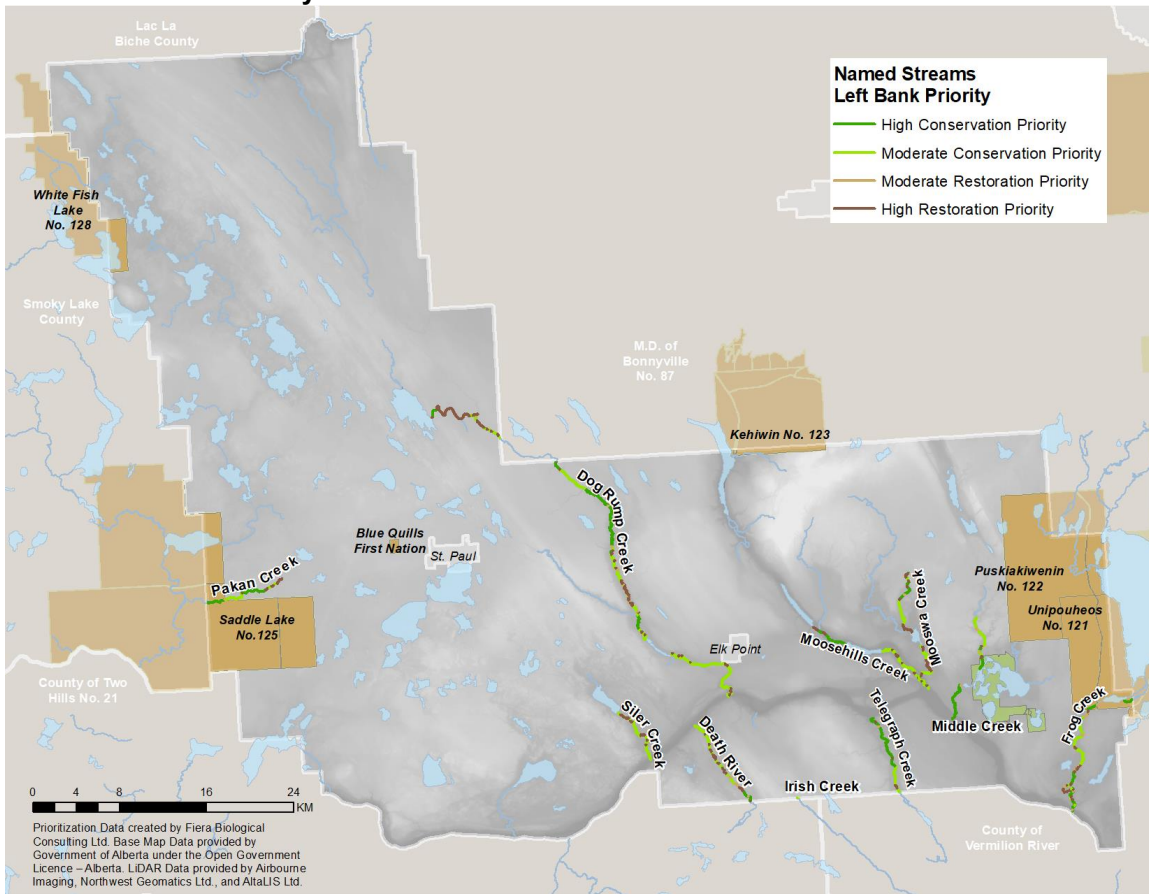 Lac La
Biche County
Named Streams
Left Bank Priority
High Conservation Priority
Moderate Conservation Priority
Moderate Restoration Priority
High Restoration Priority
White Fish
Lake
No. 128
Smoky Lake
County
M.D. of
Bonnyville
No. 87
Kehiwin No. 123
Dog Rump Creek
Blue Quills
First Nation
St. Paul
Pakan Creek
Saddle Lake
No.125
Puskiakiwenin
No. 122
Unipouheos
No. 121
Mooswa Creek
Elk Point
Moosehills Creek
County of Two
Hills No. 21
Siler Creek
Death River
Telegraph Creek
Middle Creek
Frog Creek
Irish Creek
County of
Vermilion River
0 4 8 16 24
KM
Prioritization Data created by Fiera Biological
Consulting Ltd. Base Map Data provided by
Government of Alberta under the Open Government
Licence – Alberta. LiDAR Data provided by Airbourne
Imaging, Northwest Geomatics Ltd., and AltaLIS Ltd.